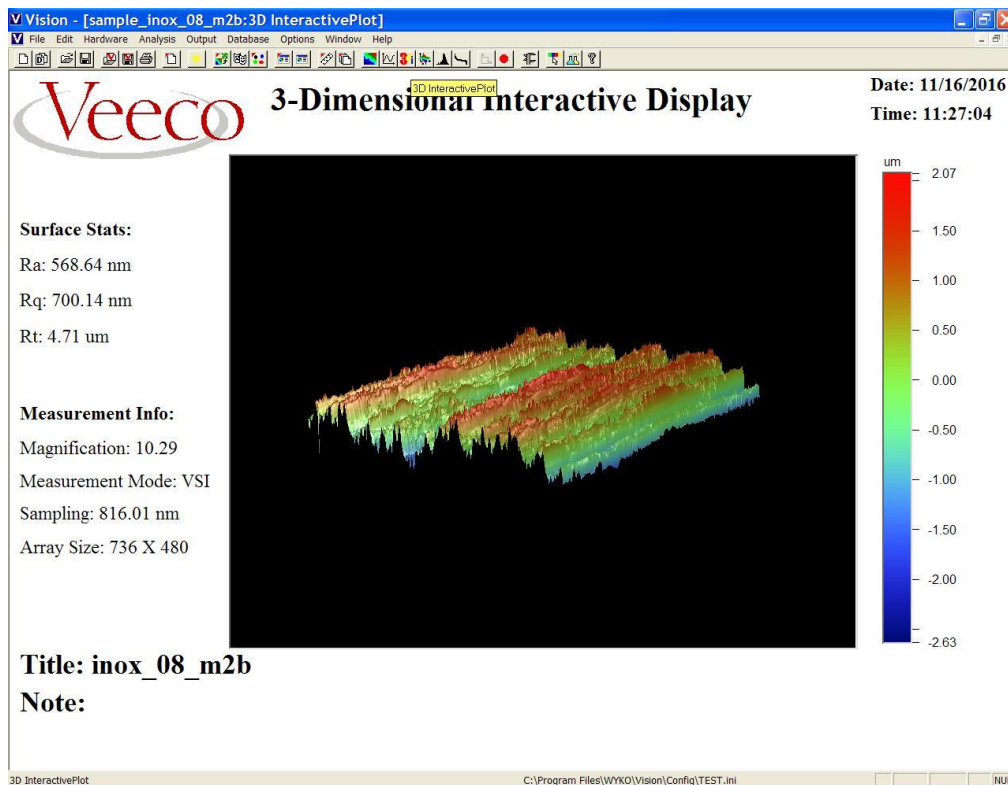 Vision - [sample_inox_08_m2b:3D InteractivePlot]
File Edit Hardware Analysis Output Database Options Window Help
3D InteractivePlot
Veeco
3-Dimensional Interactive Display
Date: 11/16/2016
Time: 11:27:04
Surface Stats:
Ra: 568.64 nm
Rq: 700.14 nm
Rt: 4.71 um
Measurement Info:
Magnification: 10.29
Measurement Mode: VSI
Sampling: 816.01 nm
Array Size: 736 X 480
um
2.07
1.50
1.00
0.50
0.00
-0.50
-1.00
-1.50
-2.00
-2.63
Title: inox_08_m2b
Note:
3D InteractivePlot
C:\Program Files\WYKO\Vision\Config\TEST.ini
NU